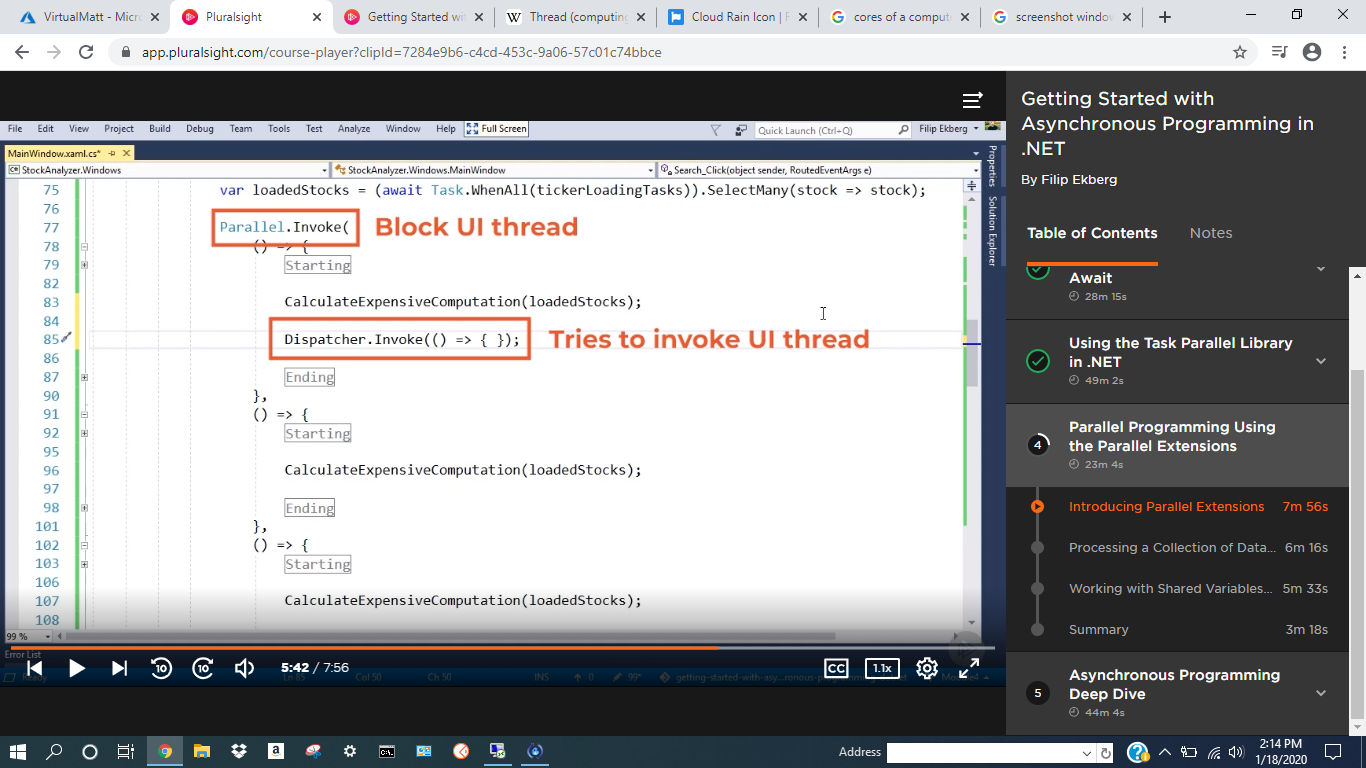 VirtualMatt - Micro
Pluralsight
Getting Started wit
Thread (computing
Cloud Rain Icon | F
cores of a comput
screenshot window
app.pluralsight.com/course-player?clipId=7284e9b6-c4cd-453c-9a06-57c01c74bbce
File Edit View Project Build Debug Team Tools Test Analyze Window Help Full Screen
Quick Launch (Ctrl+Q)
Filip Ekberg
MainWindow.xaml.cs*
StockAnalyzer.Windows
StockAnalyzer.Windows.MainWindow
Search_Click(object sender, RoutedEventArgs e)
Properties
Solution Explorer
75 var loadedStocks = (await Task.WhenAll(tickerLoadingTasks)).SelectMany(stock => stock);
76
77 Parallel.Invoke( Block UI thread
78 () => {
79 Starting
82
83 CalculateExpensiveComputation(loadedStocks);
84
85 Dispatcher.Invoke(() => { }); Tries to invoke UI thread
86
87 Ending
90 },
91 () => {
92 Starting
95
96 CalculateExpensiveComputation(loadedStocks);
97
98 Ending
101 },
102 () => {
103 Starting
106
107 CalculateExpensiveComputation(loadedStocks);
108
99 %
Error List
5:42 / 7:56
CC
1.1x
10
10
Ready
Ln 85 Col 50 Ch 50 INS 0 99*
Getting Started with
Asynchronous Programming in
.NET
By Filip Ekberg
Table of Contents
Notes
Await
28m 15s
Using the Task Parallel Library
in .NET
49m 2s
4
Parallel Programming Using
the Parallel Extensions
23m 4s
Introducing Parallel Extensions 7m 56s
Processing a Collection of Data... 6m 16s
Working with Shared Variables... 5m 33s
Summary 3m 18s
5
Asynchronous Programming
Deep Dive
44m 4s
Address
2:14 PM
1/18/2020